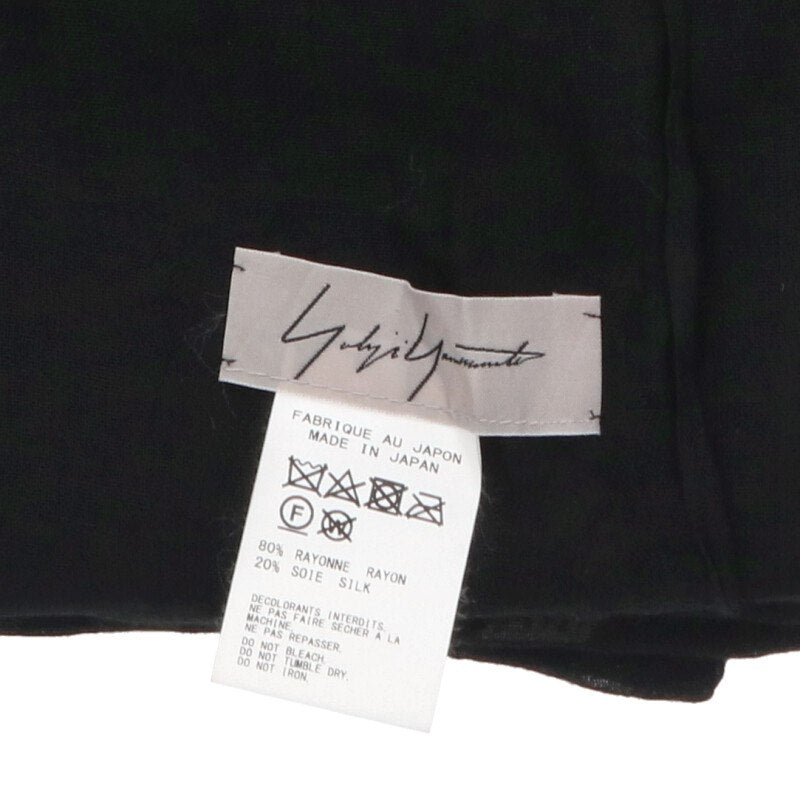 Yohji Yamamoto
FABRIQUE AU JAPON
MADE IN JAPAN
F W
80% RAYONNE RAYON
20% SOIE SILK
DECOLORANTS INTERDITS.
NE PAS FAIRE SECHER A LA
MACHINE.
NE PAS REPASSER.
DO NOT BLEACH.
DO NOT TUMBLE DRY.
DO NOT IRON.